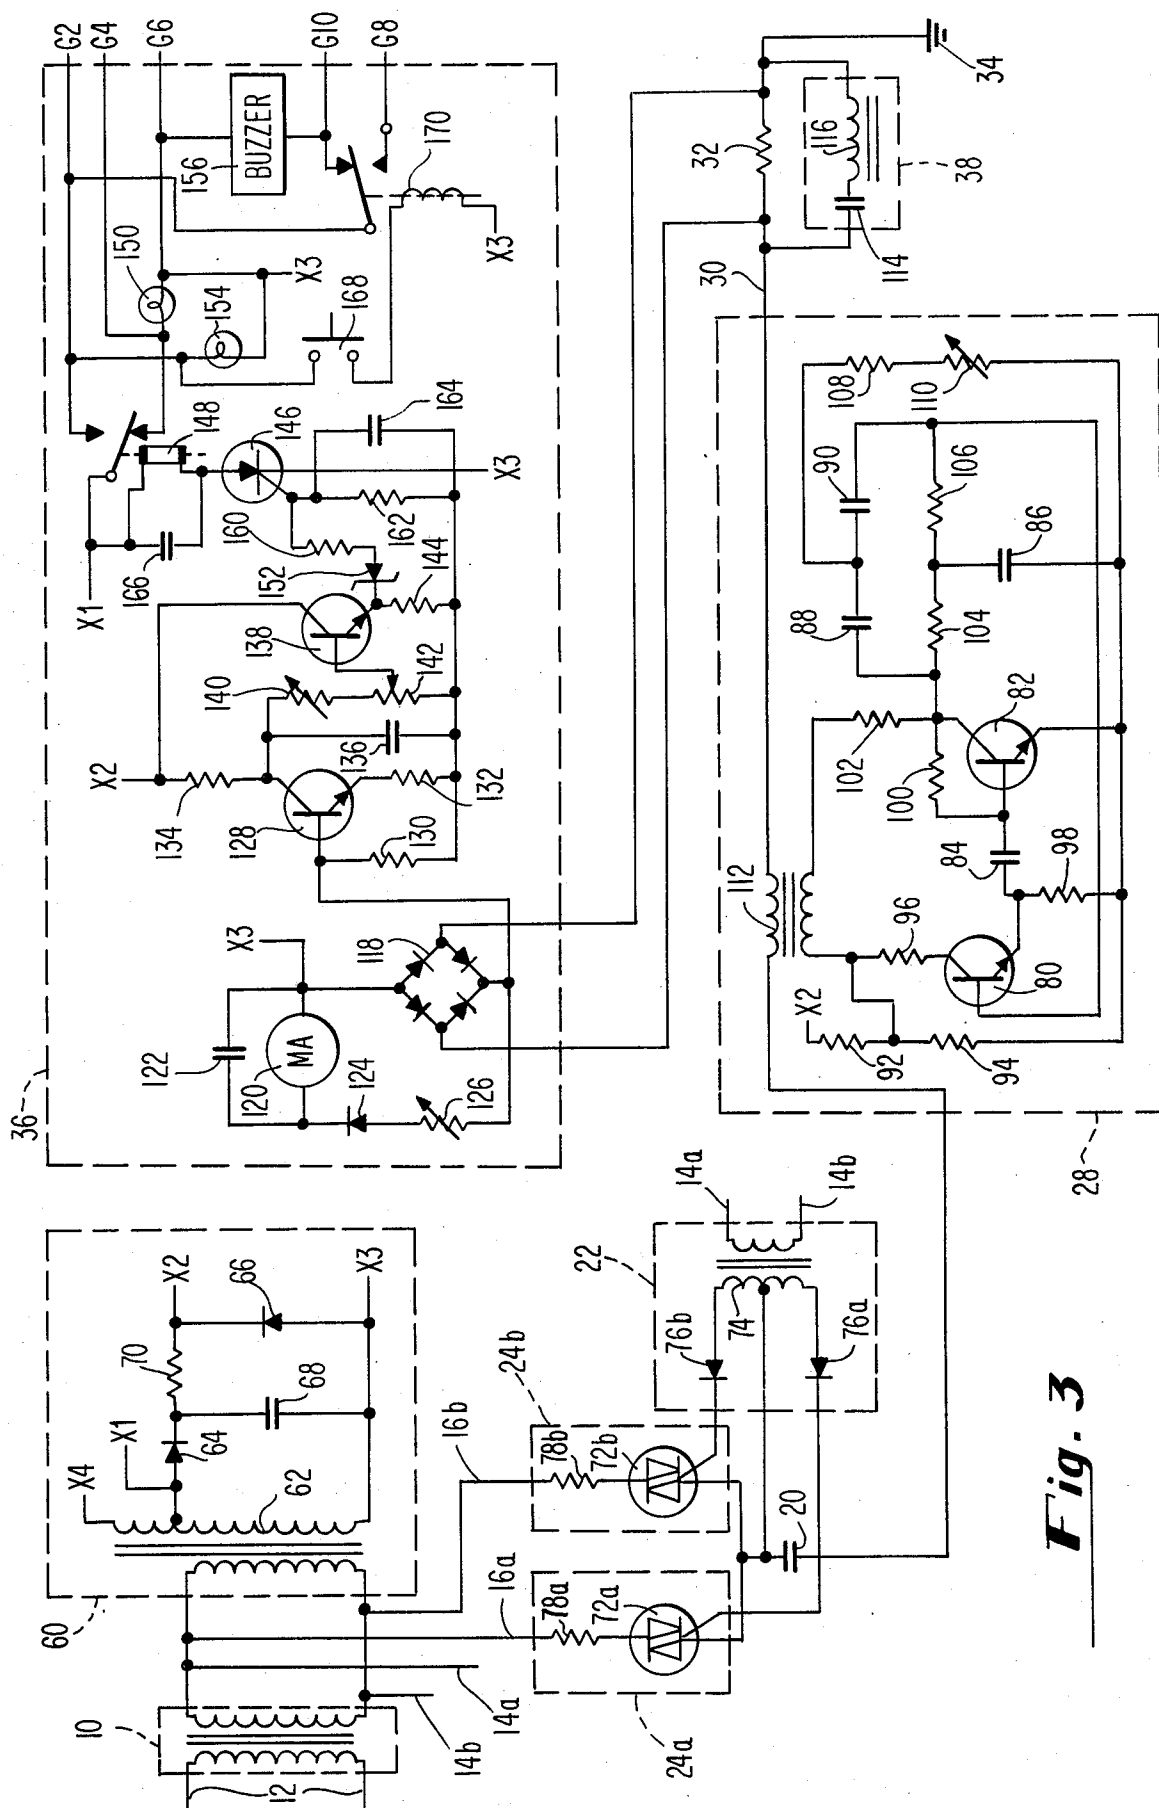 G2
G4
G6
G10
G8
BUZZER
156
170
X3
150
154
X3
168
148
146
164
X3
X1
166
160
162
152
144
138
142
140
136
X2
134
128
132
130
X3
118
122
MA
120
124
126
36
32
116
34
38
114
30
108
110
90
106
86
88
104
102
82
100
84
98
112
96
80
X2
92
94
28
14a
14b
22
76b
74
76a
24b
78b
72b
20
16b
16a
78a
72a
24a
X2
66
X3
70
68
X1
64
X4
62
60
10
12
14a
14b
Fig. 3